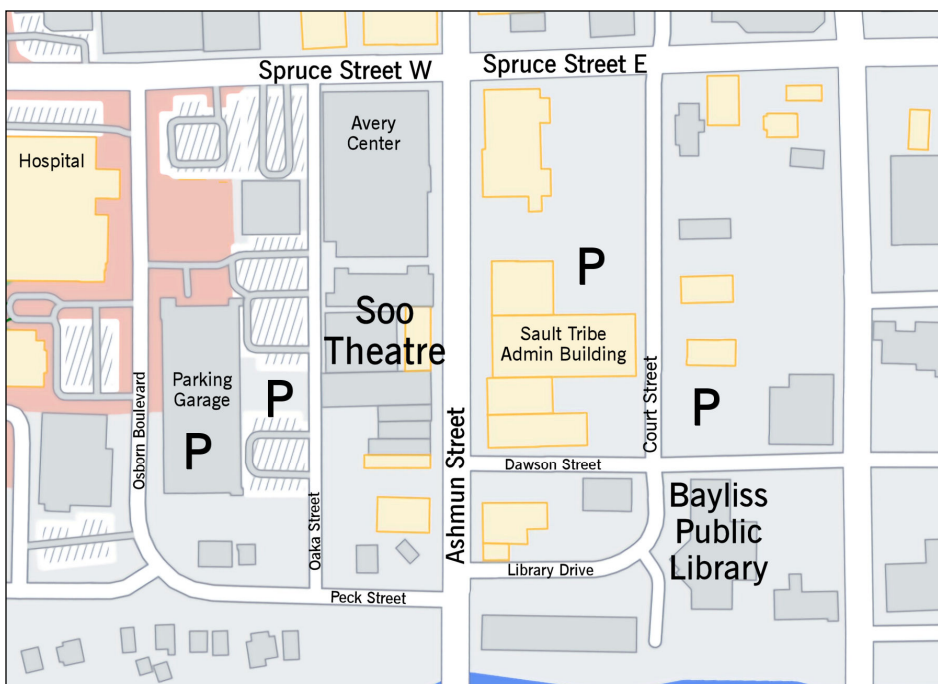 Spruce Street W
Spruce Street E
Avery
Center
Hospital
P
Soo
Theatre
Sault Tribe
Admin Building
Parking
Garage
P
P
P
Osborn Boulevard
Oaka Street
Ashmun Street
Court Street
Dawson Street
Bayliss
Public
Library
Library Drive
Peck Street